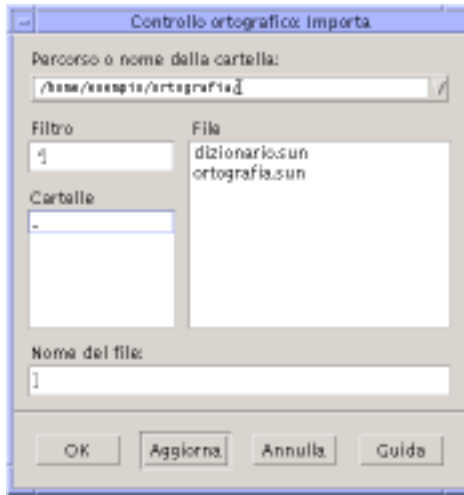 Controllo ortografico: Importa
Percorso o nome della cartella:
/home/esempio/ortografia/
Filtro
File
dizionario.sun
ortografia.sun
Cartelle
Nome del file:
OK
Aggiorna
Annulla
Guida